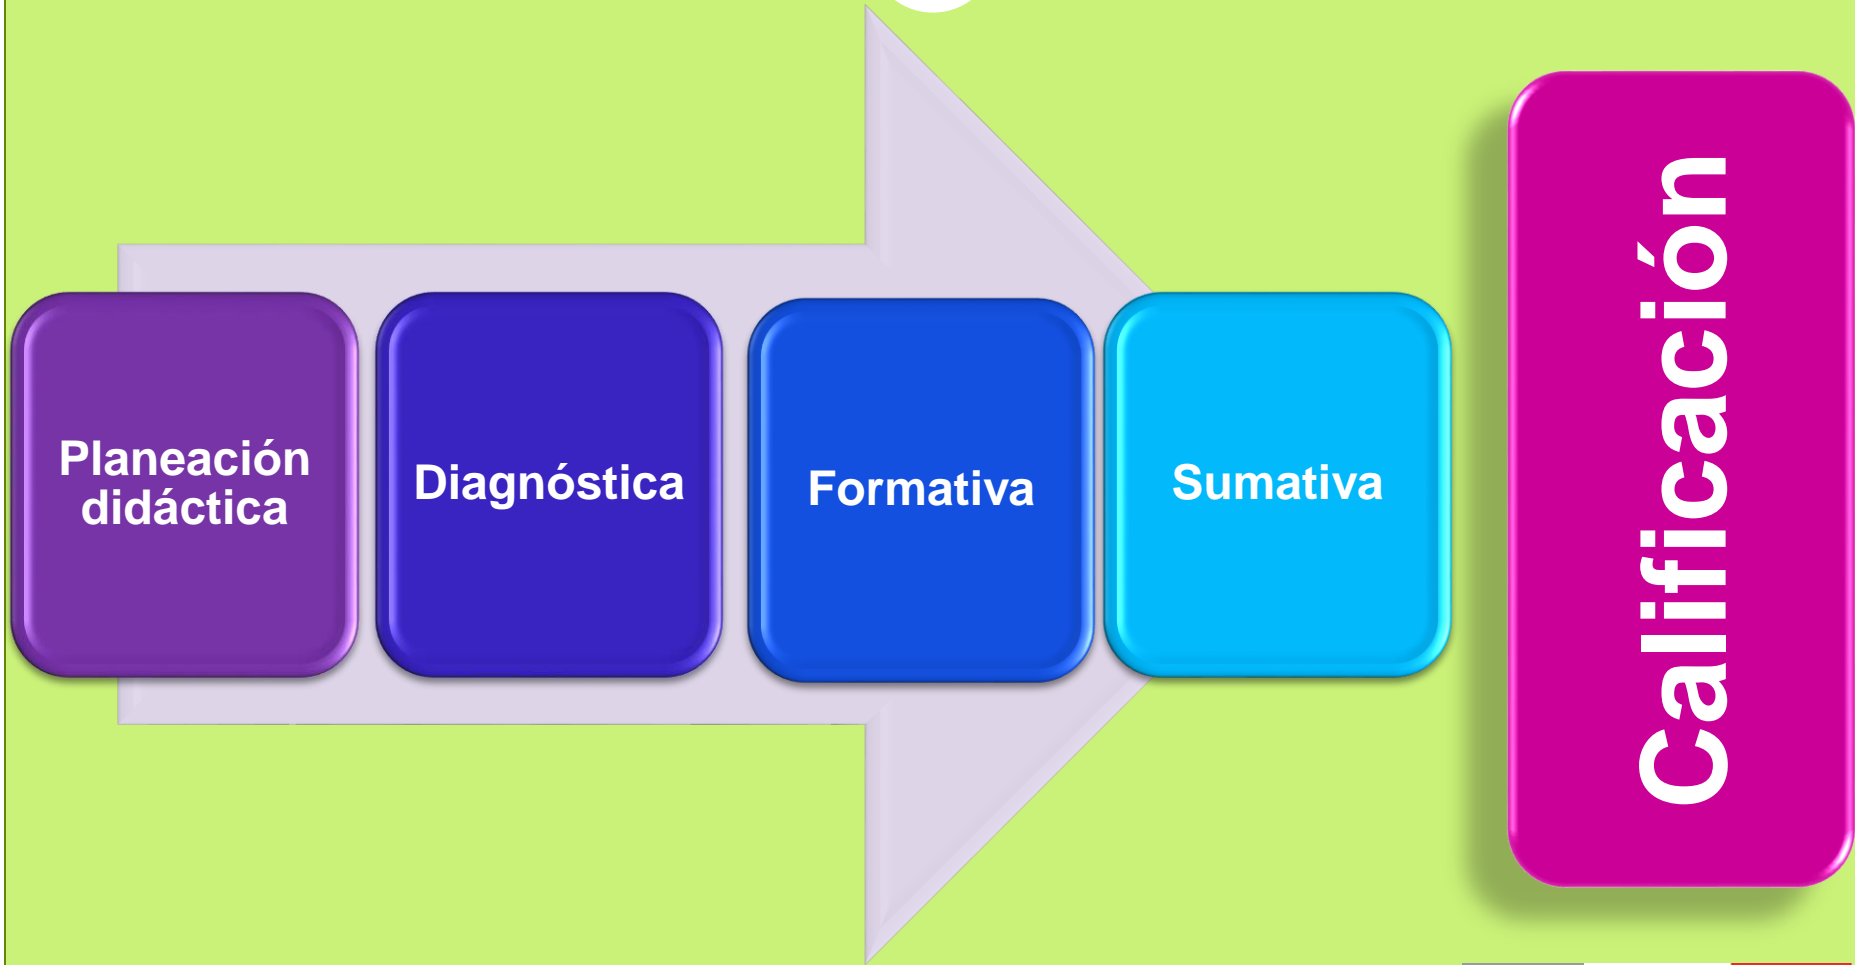 Planeación
didáctica
Diagnóstica
Formativa
Sumativa
Calificación